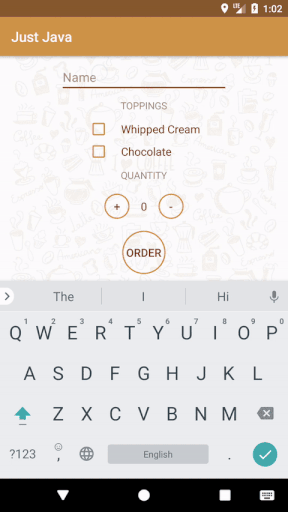 LTE 1:02
Just Java
Name
TOPPINGS
Whipped Cream
Chocolate
QUANTITY
+ 0 -
ORDER
The I Hi
1 2 3 4 5 6 7 8 9 0
Q W E R T Y U I O P
A S D F G H J K L
Z X C V B N M
?123 , English .